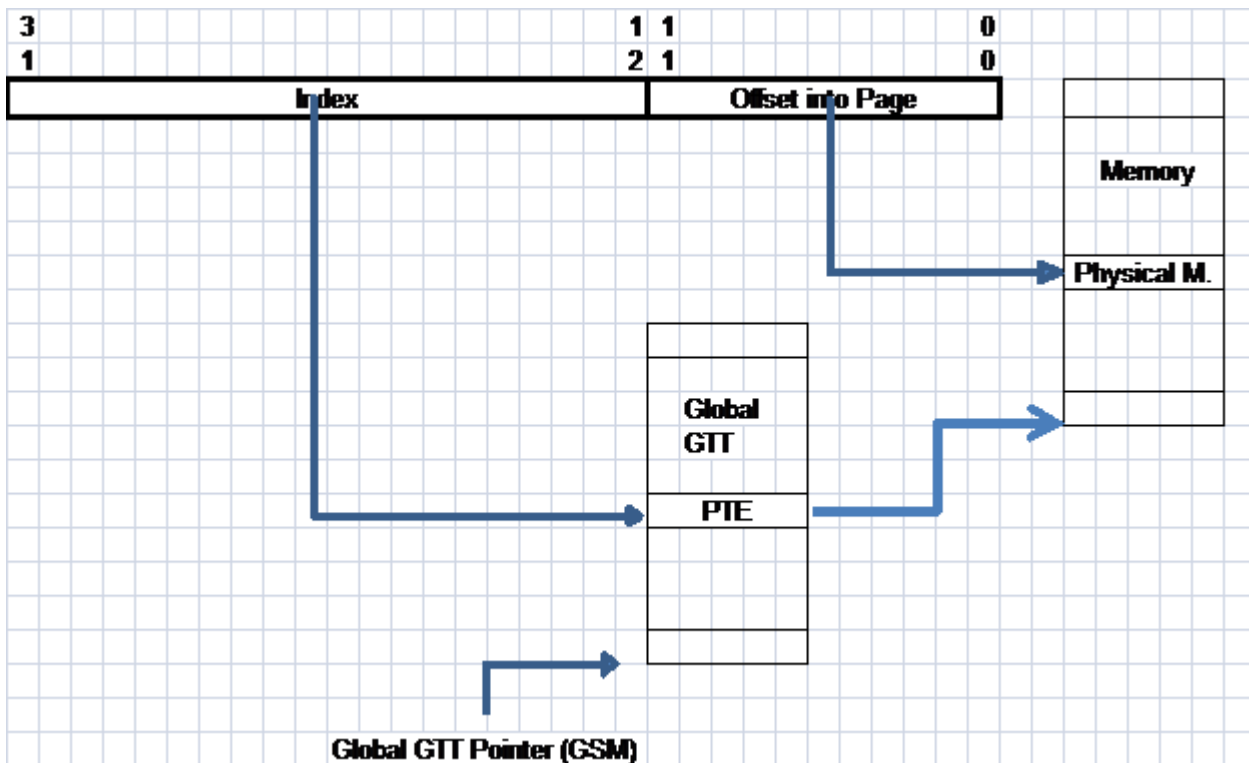 3 1 1 0
1 2 1 0
Index Offset into Page
Memory
Physical M.
Global
GTT
PTE
Global GTT Pointer (GSM)